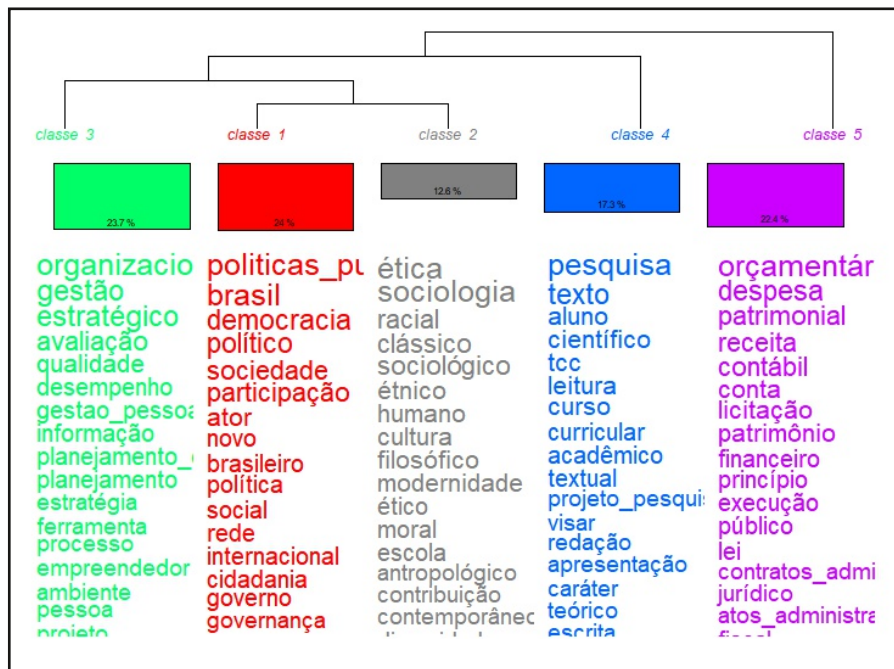 classe 3
classe 1
classe 2
classe 4
classe 5
23.7 %
24 %
12.6 %
17.3 %
22.4 %
organizacio
gestão
estratégico
avaliação
qualidade
desempenho
gestao_pessoa
informação
planejamento_
planejamento
estratégia
ferramenta
processo
empreendedor
ambiente
pessoa
projeto
politicas_pu
brasil
democracia
político
sociedade
participação
ator
novo
brasileiro
política
social
rede
internacional
cidadania
governo
governança
ética
sociologia
racial
clássico
sociológico
étnico
humano
cultura
filosófico
modernidade
ético
moral
escola
antropológico
contribuição
contemporâneo
pesquisa
texto
aluno
científico
tcc
leitura
curso
curricular
acadêmico
textual
projeto_pesquis
visar
redação
apresentação
caráter
teórico
escrita
orçamentár
despesa
patrimonial
receita
contábil
conta
licitação
patrimônio
financeiro
princípio
execução
público
lei
contratos_admi
jurídico
atos_administra